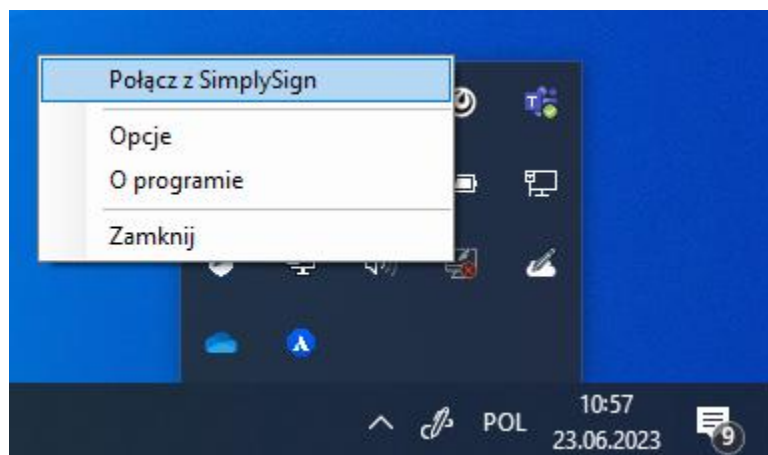 Połącz z SimplySign
Opcje
O programie
Zamknij
T
POL
10:57
23.06.2023
9